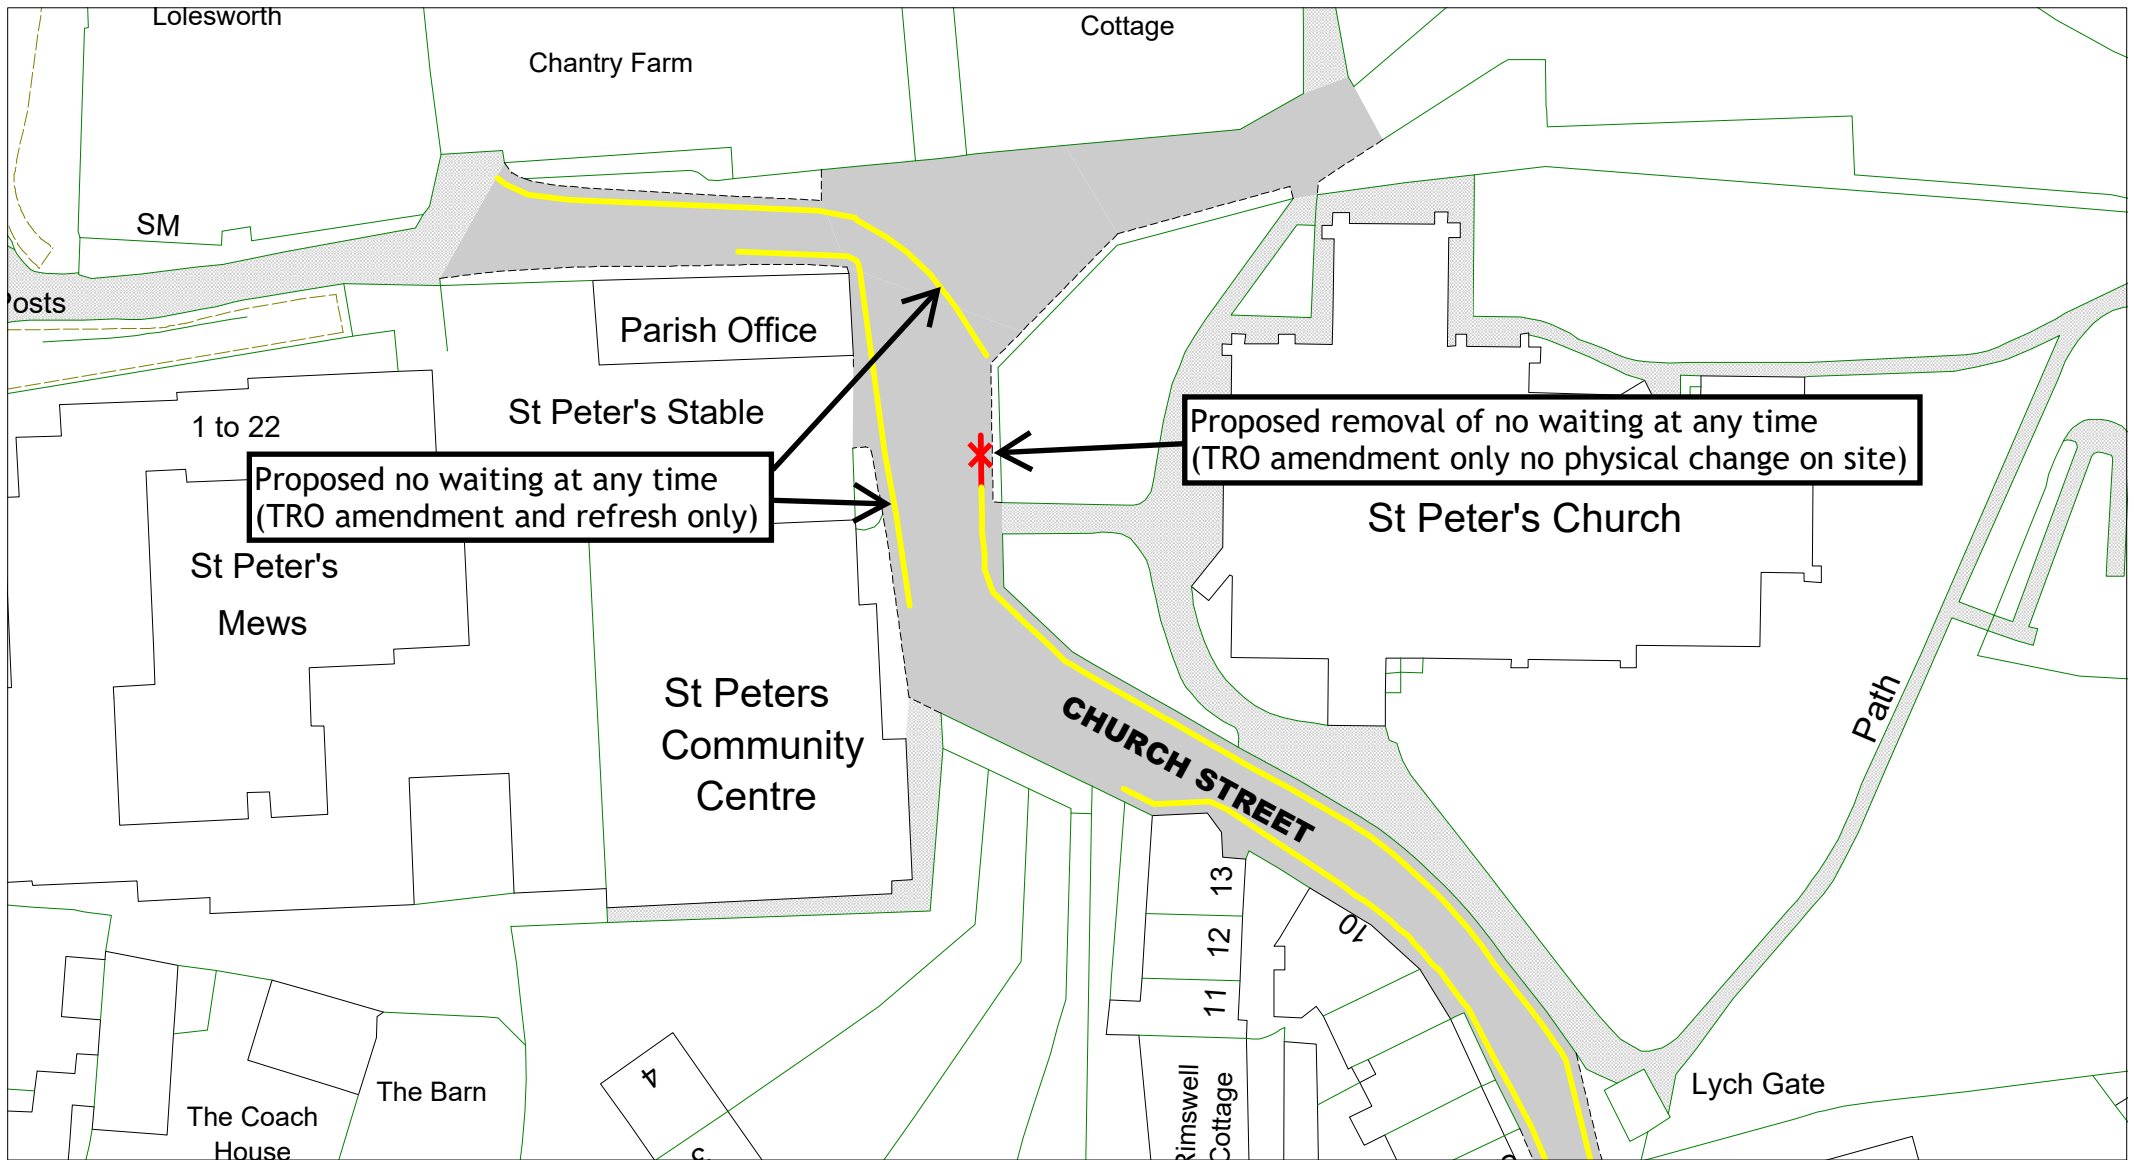 Lolesworth
Chantry Farm
Cottage
SM
Posts
Parish Office
St Peter's Stable
1 to 22
Proposed removal of no waiting at any time
(TRO amendment only no physical change on site)
Proposed no waiting at any time
(TRO amendment and refresh only)
St Peter's Church
St Peter's
Mews
St Peters
Community
Centre
CHURCH STREET
Path
13
12
11
10
4
The Barn
The Coach
House
Rimswell
Cottage
Lych Gate